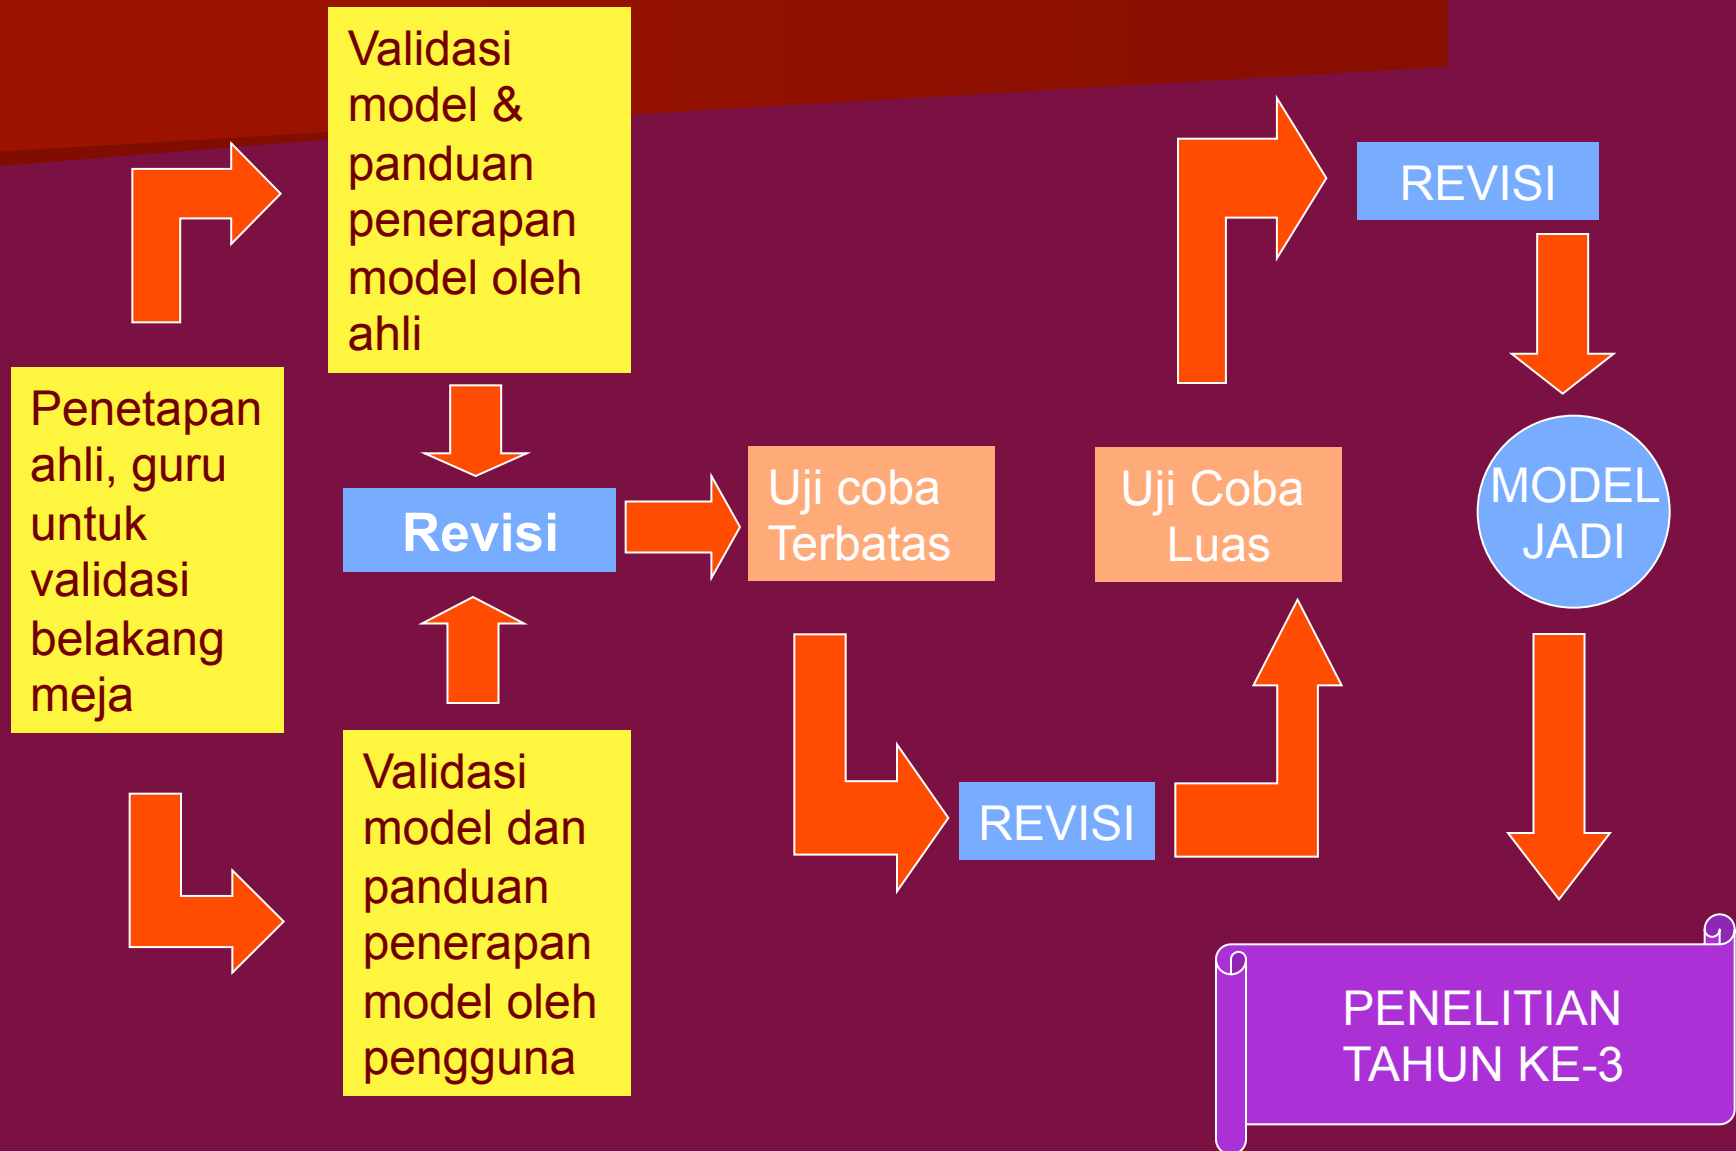 Penetapan
ahli, guru
untuk
validasi
belakang
meja
Validasi
model &
panduan
penerapan
model oleh
ahli
Revisi
Validasi
model dan
panduan
penerapan
model oleh
pengguna
Uji coba
Terbatas
REVISI
Uji Coba
Luas
REVISI
MODEL
JADI
PENELITIAN
TAHUN KE-3